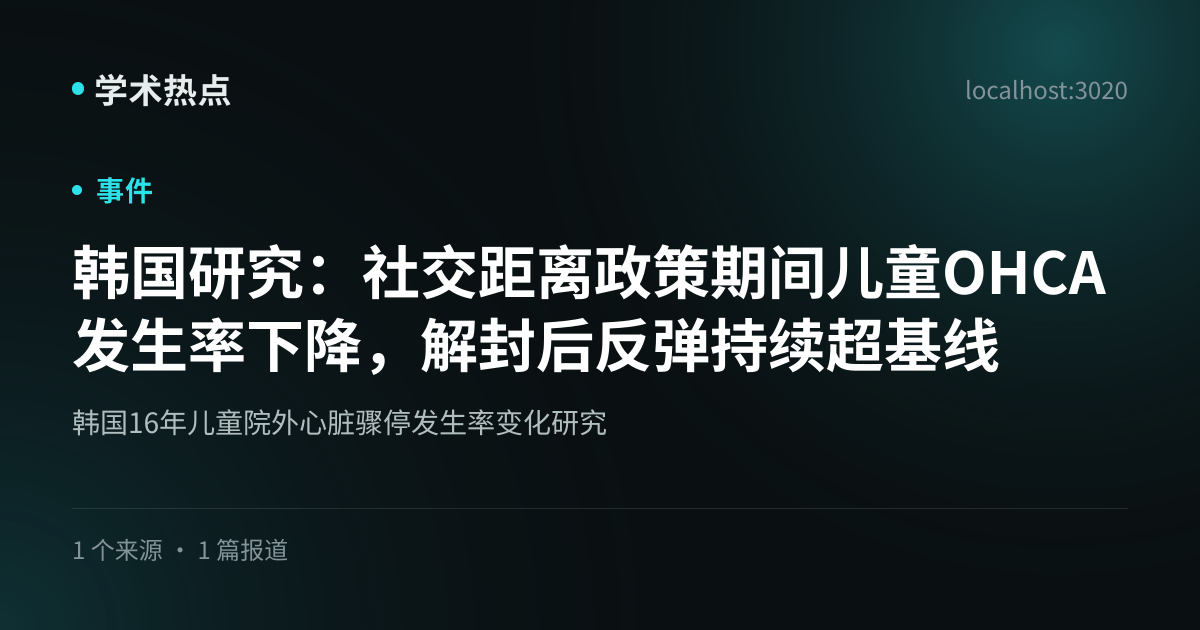 学术热点
localhost:3020
事件
韩国研究：社交距离政策期间儿童OHCA
发生率下降，解封后反弹持续超基线
韩国16年儿童院外心脏骤停发生率变化研究
1 个来源 · 1 篇报道